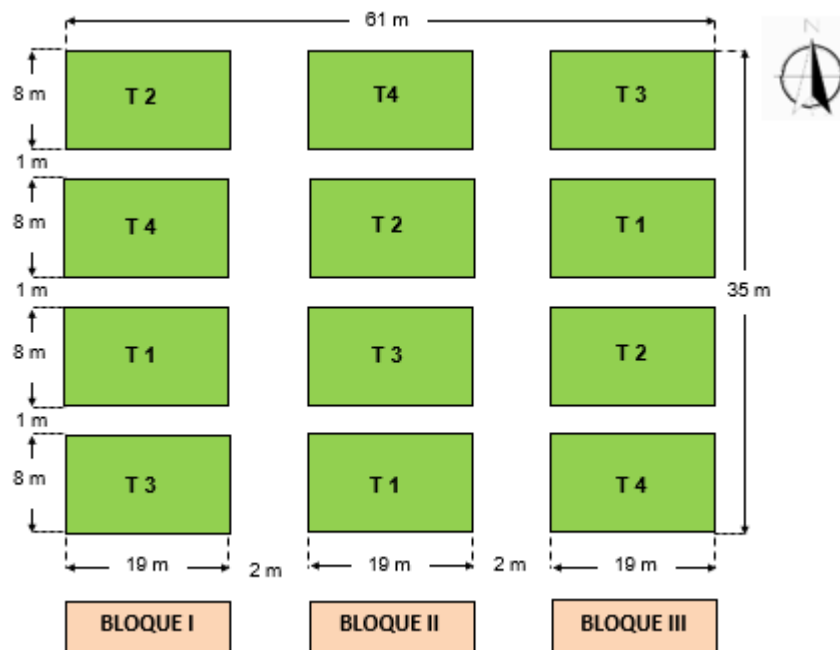 61 m
N
8 m
T 2
T4
T 3
1 m
8 m
T 4
T 2
T 1
1 m
35 m
8 m
T 1
T 3
T 2
1 m
8 m
T 3
T 1
T 4
19 m
2 m
19 m
2 m
19 m
BLOQUE I
BLOQUE II
BLOQUE III